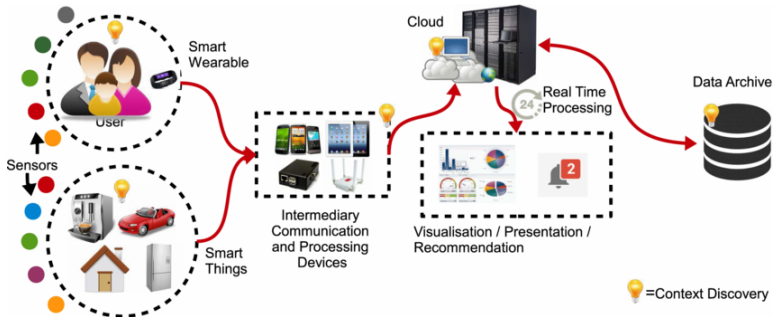 Smart
Wearable
User
Sensors
Smart
Things
Intermediary
Communication
and Processing
Devices
Cloud
24
Real Time
Processing
2
Visualisation / Presentation /
Recommendation
Data Archive
=Context Discovery